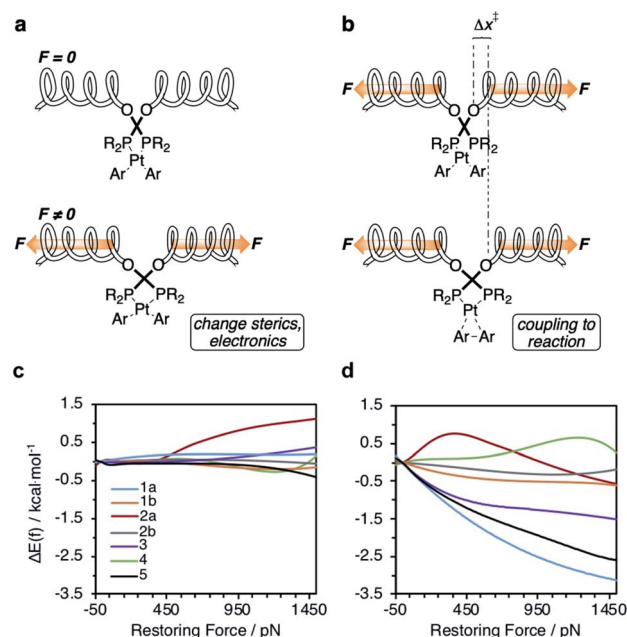 a
F = 0
O O
R₂P PR₂
Pt
Ar Ar
F ≠ 0
F F
O O
R₂P PR₂
Pt
Ar Ar
change sterics,
electronics
b
Δx‡
F F
O O
R₂P PR₂
Pt
Ar Ar
F F
O O
R₂P PR₂
Pt
Ar-Ar
coupling to
reaction
c
ΔE(f) / kcal·mol⁻¹
1.5
0.5
-0.5
-1.5
-2.5
-3.5
1a
1b
2a
2b
3
4
5
-50 450 950 1450
Restoring Force / pN
d
1.5
0.5
-0.5
-1.5
-2.5
-3.5
-50 450 950 1450
Restoring Force / pN